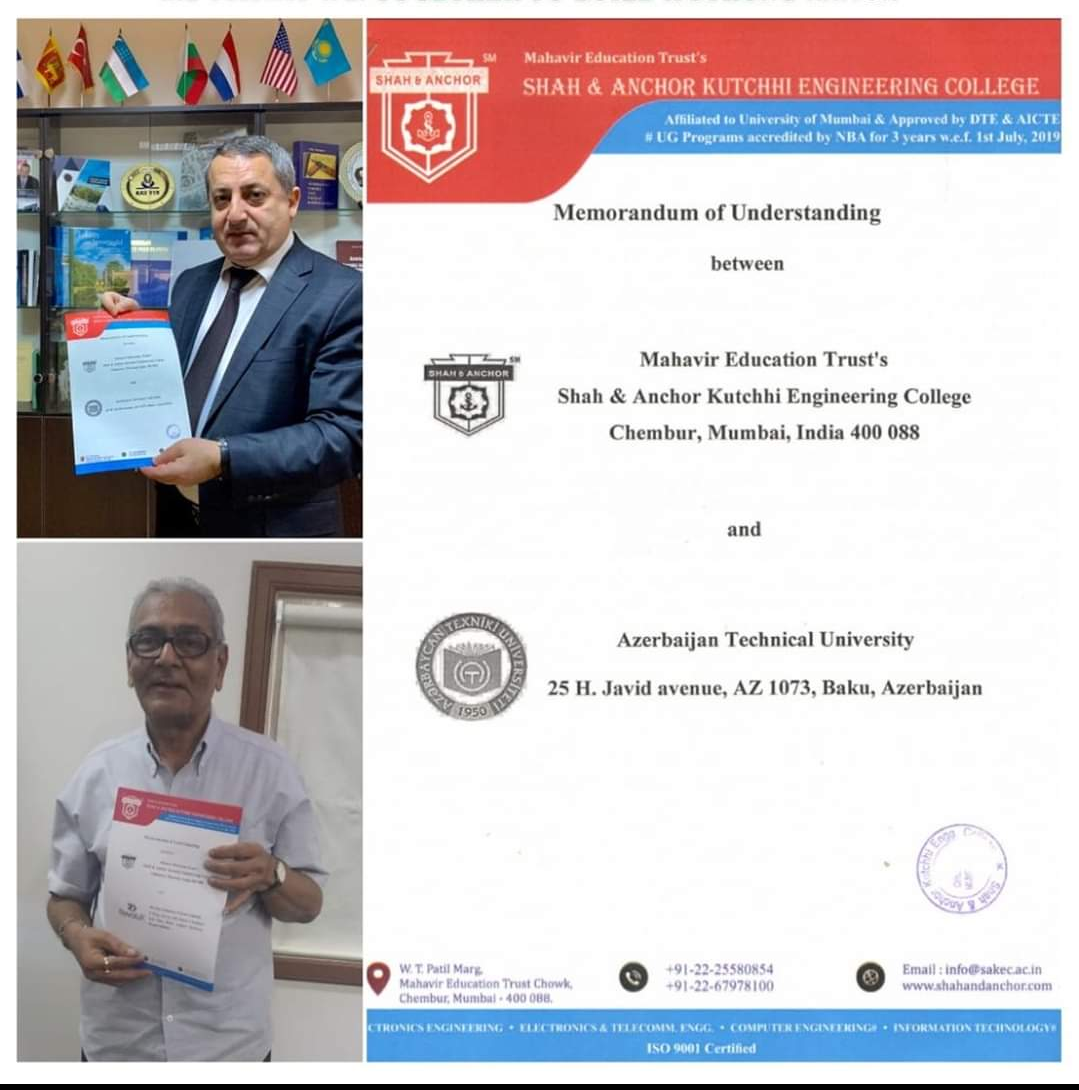 SHAH & ANCHOR
SM
Mahavir Education Trust's
SHAH & ANCHOR KUTCHHI ENGINEERING COLLEGE
Affiliated to University of Mumbai & Approved by DTE & AICTE
# UG Programs accredited by NBA for 3 years w.e.f. 1st July, 2019
Memorandum of Understanding
between
SHAH & ANCHOR
SM
Mahavir Education Trust's
Shah & Anchor Kutchhi Engineering College
Chembur, Mumbai, India 400 088
and
AZƏRBAYCAN TEXNİKİ UNİVERSİTETİ
1950
Azerbaijan Technical University
25 H. Javid avenue, AZ 1073, Baku, Azerbaijan
Shah & Anchor Kutchhi Engg
W. T. Patil Marg,
Mahavir Education Trust Chowk,
Chembur, Mumbai - 400 088.
+91-22-25580854
+91-22-67978100
Email : info@sakec.ac.in
www.shahandanchor.com
CTRONICS ENGINEERING • ELECTRONICS & TELECOMM. ENGG. • COMPUTER ENGINEERING# • INFORMATION TECHNOLOGY#
ISO 9001 Certified